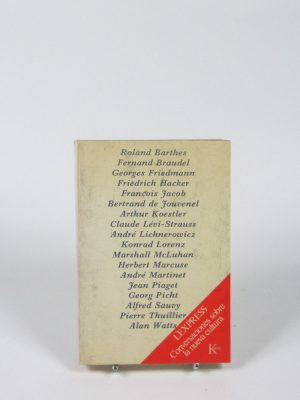 Roland Barthes
Fernand Braudel
Georges Friedmann
Friedrich Hacker
François Jacob
Bertrand de Jouvenel
Arthur Koestler
Claude Lévi-Strauss
André Lichnerowicz
Konrad Lorenz
Marshall McLuhan
Herbert Marcuse
André Martinet
Jean Piaget
Georg Picht
Alfred Sauvy
Pierre Thuillier
Alan Watts
L'EXPRESS
Conversaciones sobre
la nueva cultura